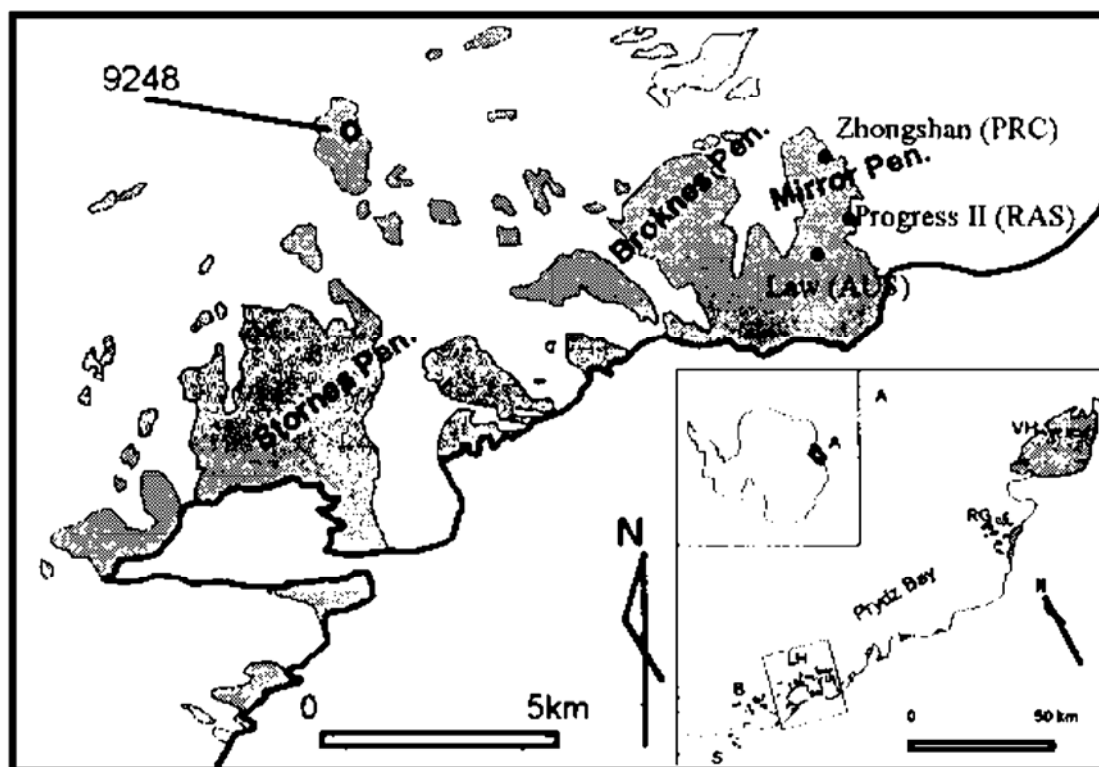 9248
Zhongshan (PRC)
Broknes Pen.
Mirror Pen.
Progress II (RAS)
Law (AUS)
Stornes Pen.
A
A
VH
RG
Prydz Bay
N
N
LH
B
S
0
5km
0
50 km